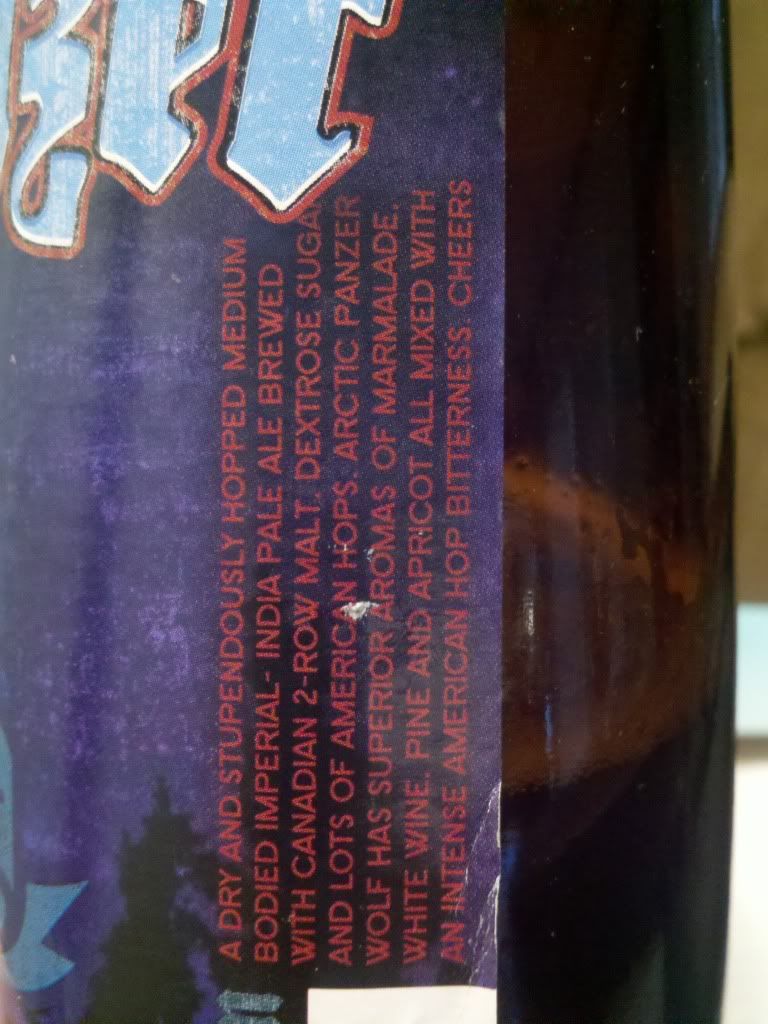 A DRY AND STUPENDOUSLY HOPPED MEDIUM
BODIED IMPERIAL- INDIA PALE ALE BREWED
WITH CANADIAN 2-ROW MALT. DEXTROSE SUGA
AND LOTS OF AMERICAN HOPS. ARCTIC PANZER
WOLF HAS SUPERIOR AROMAS OF MARMALADE,
WHITE WINE, PINE AND APRICOT ALL MIXED WITH
AN INTENSE AMERICAN HOP BITTERNESS. CHEERS